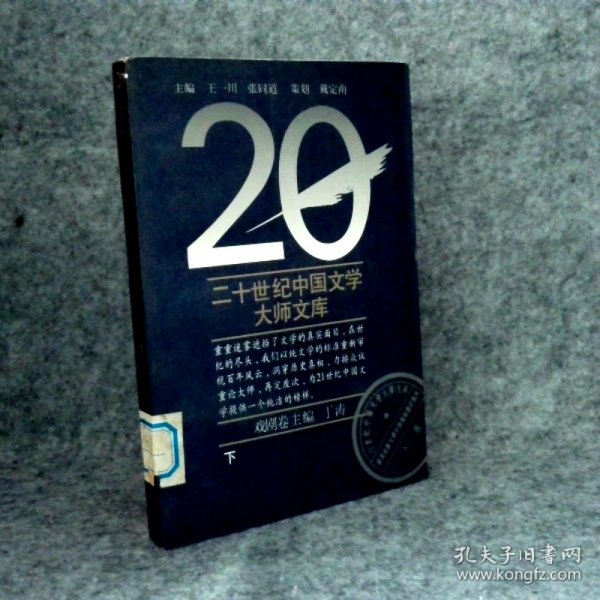 主编 王一川 张同道 策划 戴定南
20
二十世纪中国文学
大师文库
重重迷雾遮掩了文学的真实面目，在世
纪的尽头，我们以纯文学的标准重新审
视百年风云，洞穿历史真相，力排众议
重论大师，再定座次，为21世纪中国文
学提供一个纯洁的榜样。
戏剧卷主编 丁涛
下
孔夫子旧书网
www.kongfz.com